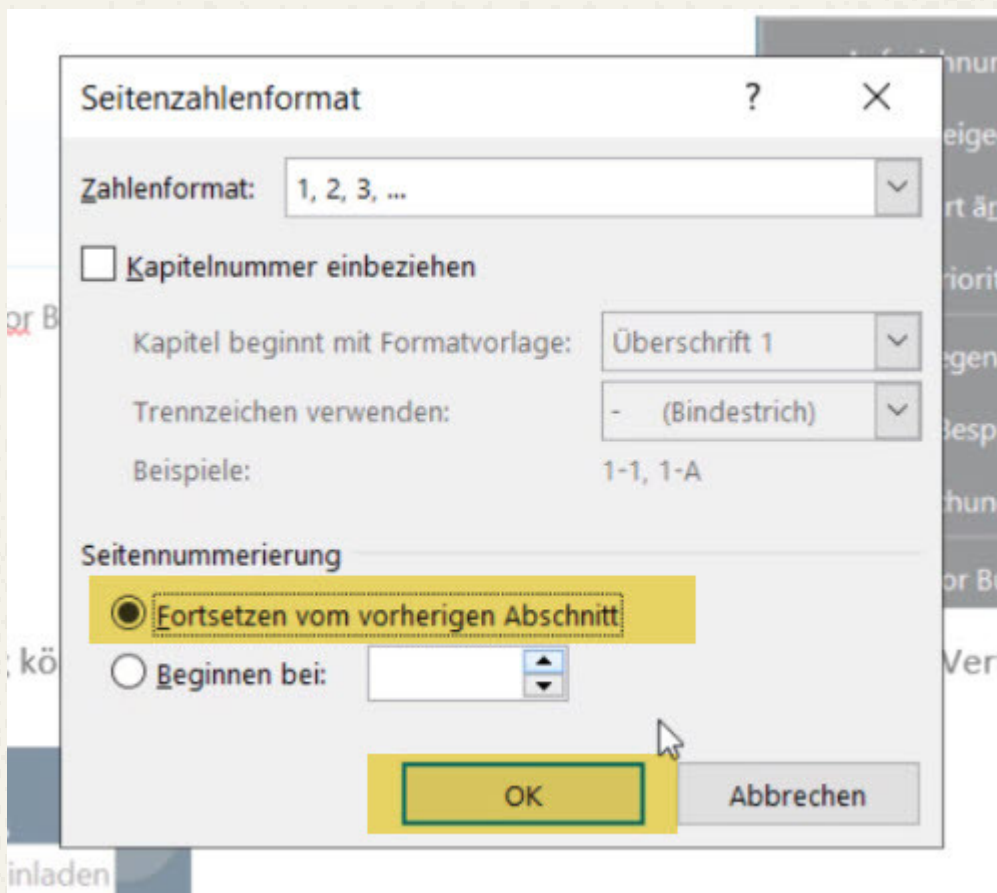 Seitenzahlenformat ? X
Zahlenformat: 1, 2, 3, ...
Kapitelnummer einbeziehen
Kapitel beginnt mit Formatvorlage: Überschrift 1
Trennzeichen verwenden: - (Bindestrich)
Beispiele: 1-1, 1-A
Seitennummerierung
Fortsetzen vom vorherigen Abschnitt
Beginnen bei:
OK Abbrechen